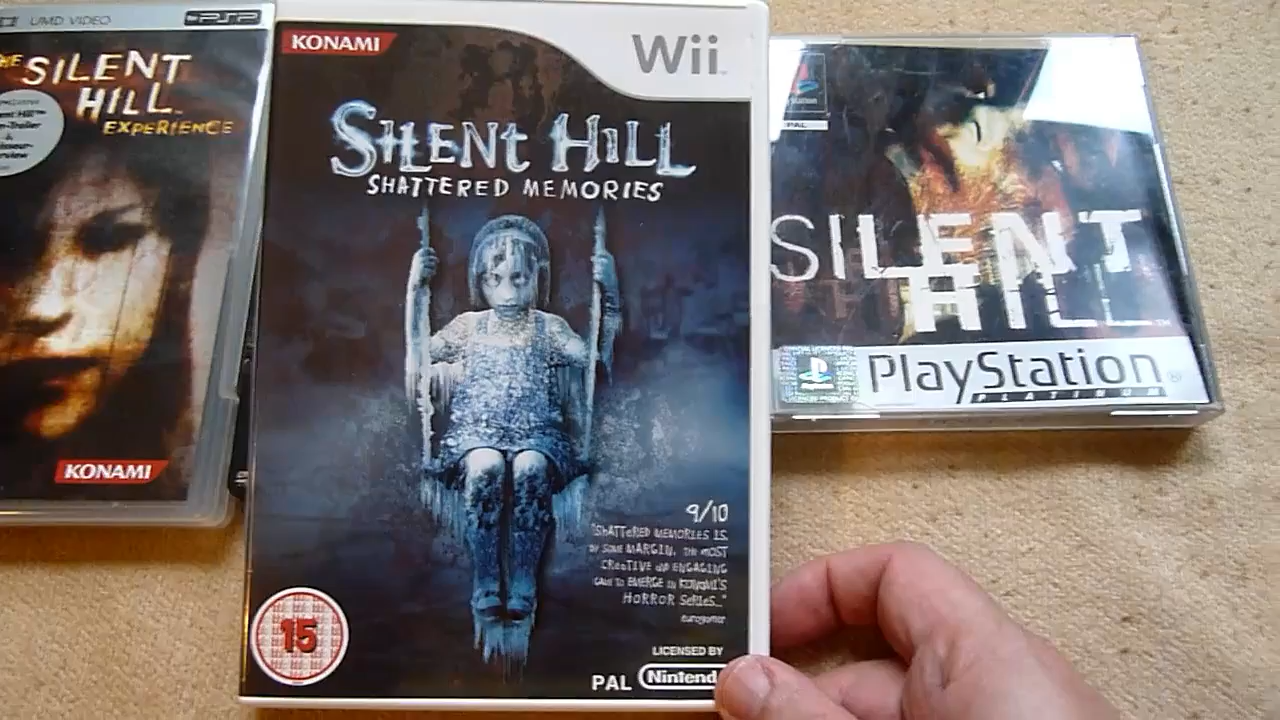 UMD VIDEO
PSP
THE SILENT
HILL
EXPERIENCE
KONAMI
KONAMI
Wii
SILENT HILL
SHATTERED MEMORIES
9/10
"SHATTERED MEMORIES IS,
BY SOME MARGIN, THE MOST
CREATIVE AND ENGAGING
GAME TO EMERGE IN KONAMI'S
HORROR SERIES..."
eurogamer
15
LICENSED BY
PAL
Nintendo
PAL
SILENT
HILL
PlayStation
PLATINUM